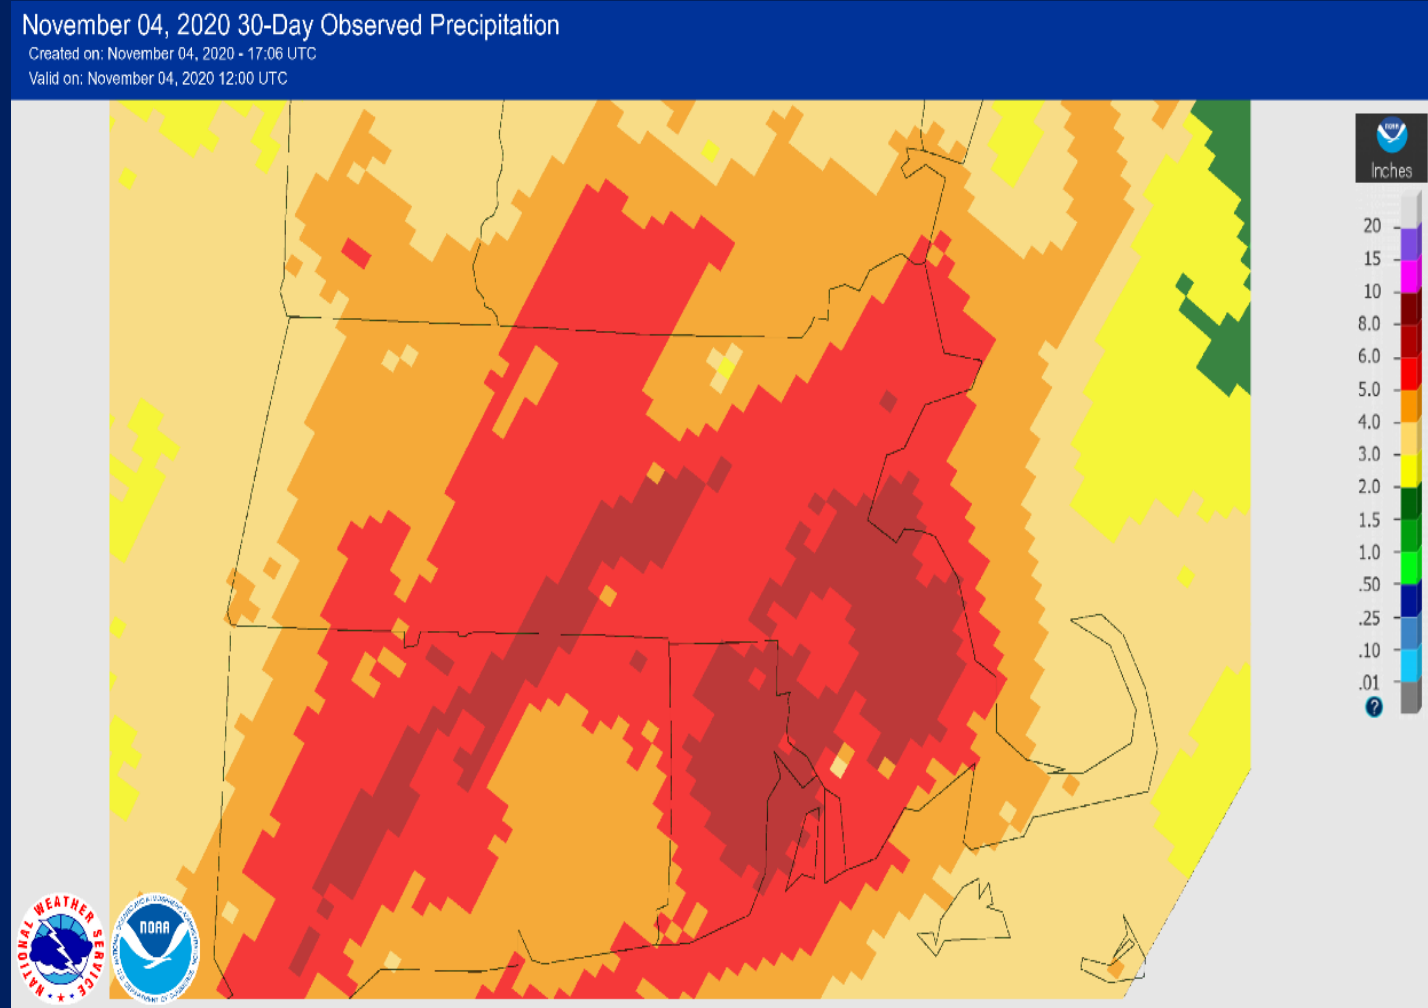 November 04, 2020 30-Day Observed Precipitation
Created on: November 04, 2020 - 17:06 UTC
Valid on: November 04, 2020 12:00 UTC
NOAA
Inches
20
15
10
8.0
6.0
5.0
4.0
3.0
2.0
1.5
1.0
.50
.25
.10
.01
?
NATIONAL WEATHER SERVICE
NOAA